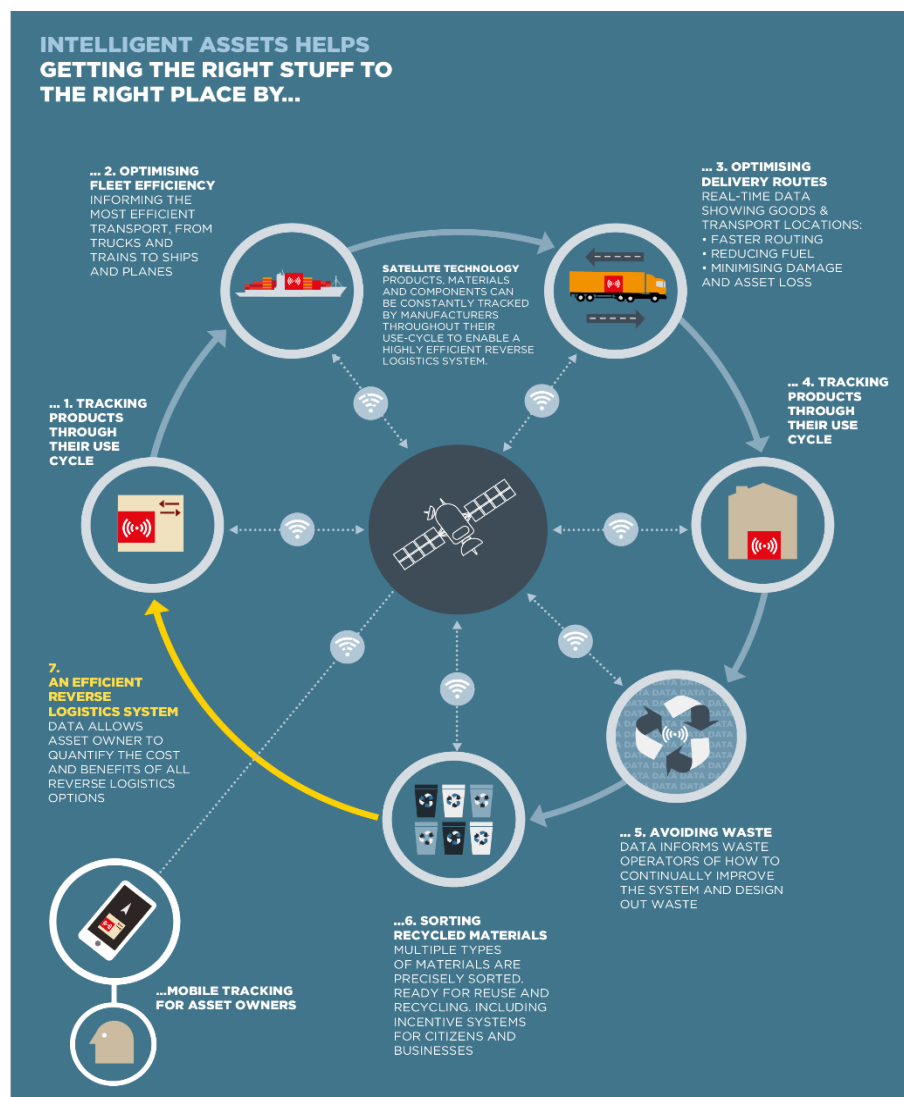 INTELLIGENT ASSETS HELPS
GETTING THE RIGHT STUFF TO
THE RIGHT PLACE BY...
... 2. OPTIMISING
FLEET EFFICIENCY
INFORMING THE
MOST EFFICIENT
TRANSPORT, FROM
TRUCKS AND
TRAINS TO SHIPS
AND PLANES
... 3. OPTIMISING
DELIVERY ROUTES
REAL-TIME DATA
SHOWING GOODS &
TRANSPORT LOCATIONS:
• FASTER ROUTING
• REDUCING FUEL
• MINIMISING DAMAGE
AND ASSET LOSS
SATELLITE TECHNOLOGY
PRODUCTS, MATERIALS
AND COMPONENTS CAN
BE CONSTANTLY TRACKED
BY MANUFACTURERS
THROUGHOUT THEIR
USE-CYCLE TO ENABLE A
HIGHLY EFFICIENT REVERSE
LOGISTICS SYSTEM.
... 1. TRACKING
PRODUCTS
THROUGH
THEIR USE
CYCLE
... 4. TRACKING
PRODUCTS
THROUGH
THEIR USE
CYCLE
7.
AN EFFICIENT
REVERSE
LOGISTICS SYSTEM
DATA ALLOWS
ASSET OWNER TO
QUANTIFY THE COST
AND BENEFITS OF ALL
REVERSE LOGISTICS
OPTIONS
... 5. AVOIDING WASTE
DATA INFORMS WASTE
OPERATORS OF HOW TO
CONTINUALLY IMPROVE
THE SYSTEM AND DESIGN
OUT WASTE
...6. SORTING
RECYCLED MATERIALS
MULTIPLE TYPES
OF MATERIALS ARE
PRECISELY SORTED.
READY FOR REUSE AND
RECYCLING. INCLUDING
INCENTIVE SYSTEMS
FOR CITIZENS AND
BUSINESSES
...MOBILE TRACKING
FOR ASSET OWNERS